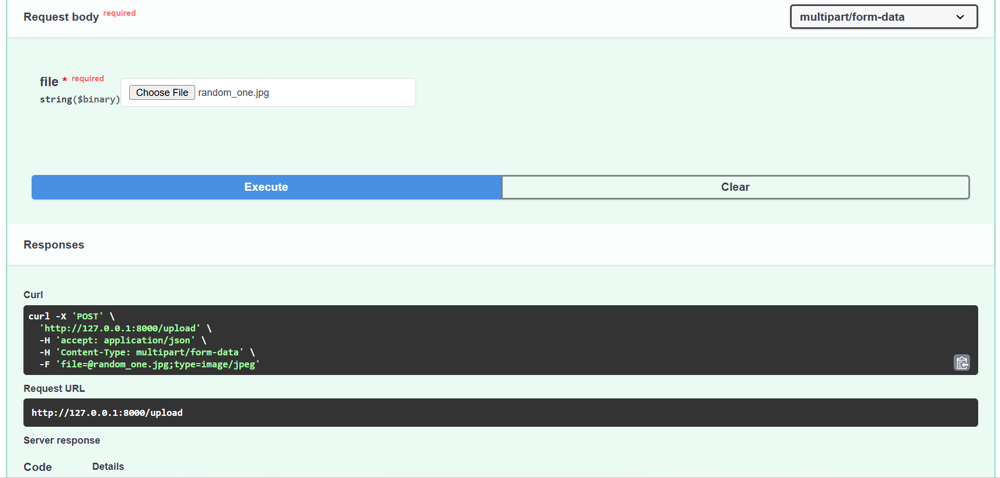 Request body required
multipart/form-data
file * required
string($binary)
Choose File random_one.jpg
Execute
Clear
Responses
Curl
curl -X 'POST' \
  'http://127.0.0.1:8000/upload' \
  -H 'accept: application/json' \
  -H 'Content-Type: multipart/form-data' \
  -F 'file=@random_one.jpg;type=image/jpeg'
Request URL
http://127.0.0.1:8000/upload
Server response
Code Details